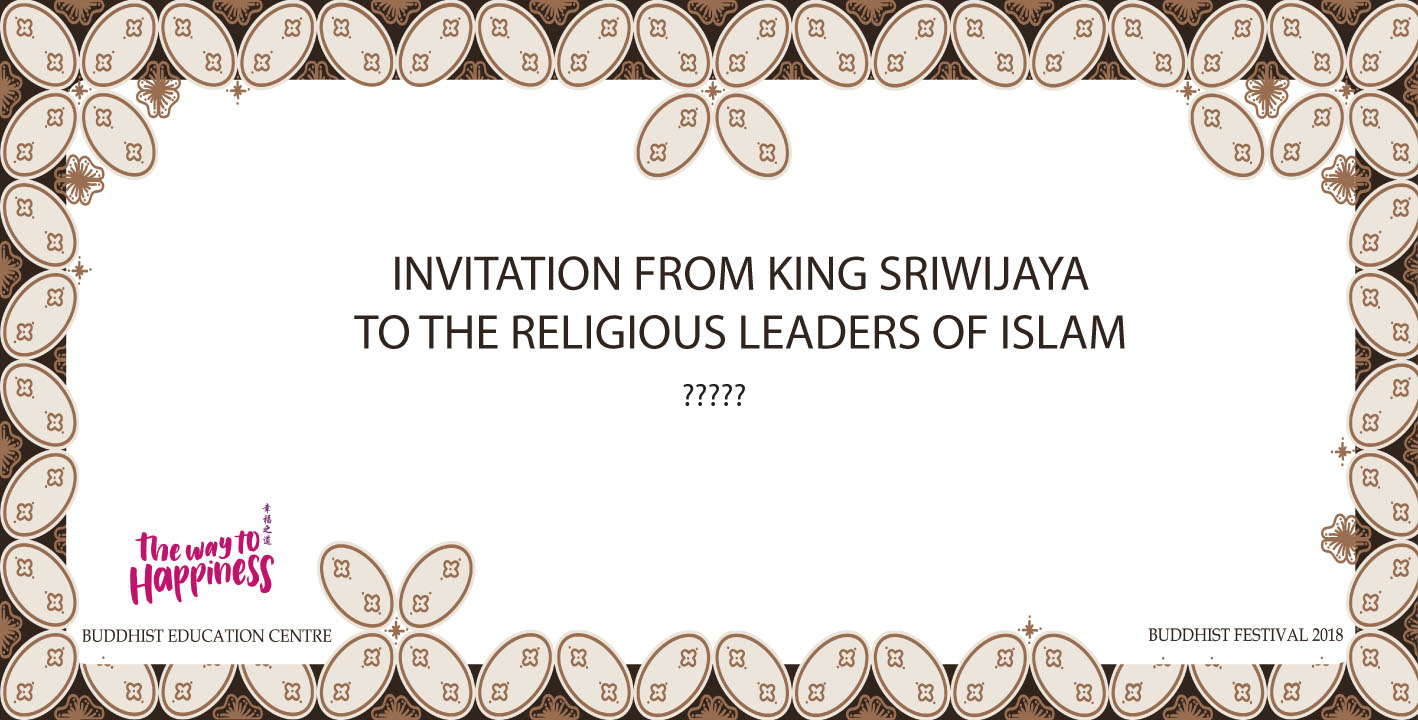 INVITATION FROM KING SRIWIJAYA
TO THE RELIGIOUS LEADERS OF ISLAM
?????
幸福之道
the way to
Happiness
BUDDHIST EDUCATION CENTRE
BUDDHIST FESTIVAL 2018